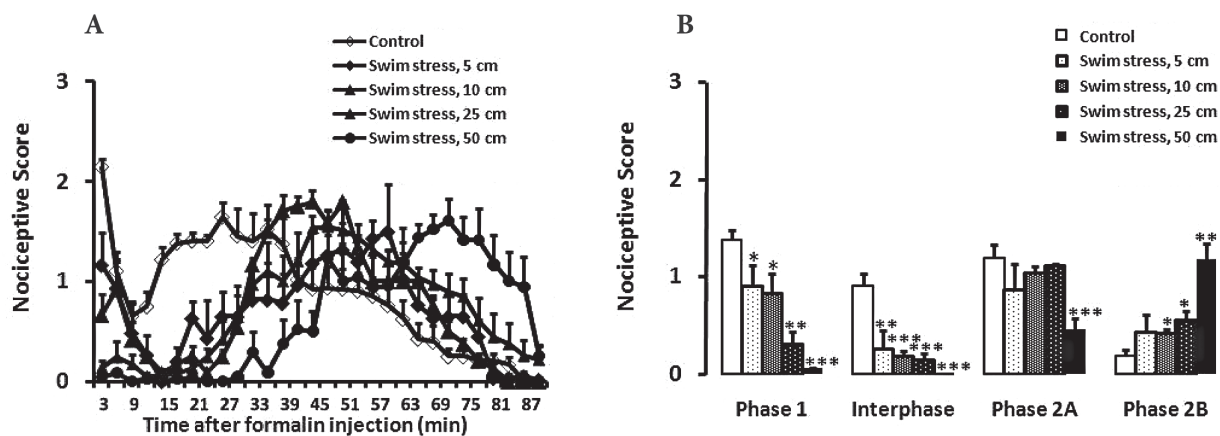 A
Control
Swim stress, 5 cm
Swim stress, 10 cm
Swim stress, 25 cm
Swim stress, 50 cm
Nociceptive Score
3
2
1
0
3 9 15 21 27 33 39 45 51 57 63 69 75 81 87
Time after formalin injection (min)
B
Control
Swim stress, 5 cm
Swim stress, 10 cm
Swim stress, 25 cm
Swim stress, 50 cm
Nociceptive Score
3
2
1
0
* * ** ***
** *** *** ***
***
* * **
Phase 1 Interphase Phase 2A Phase 2B